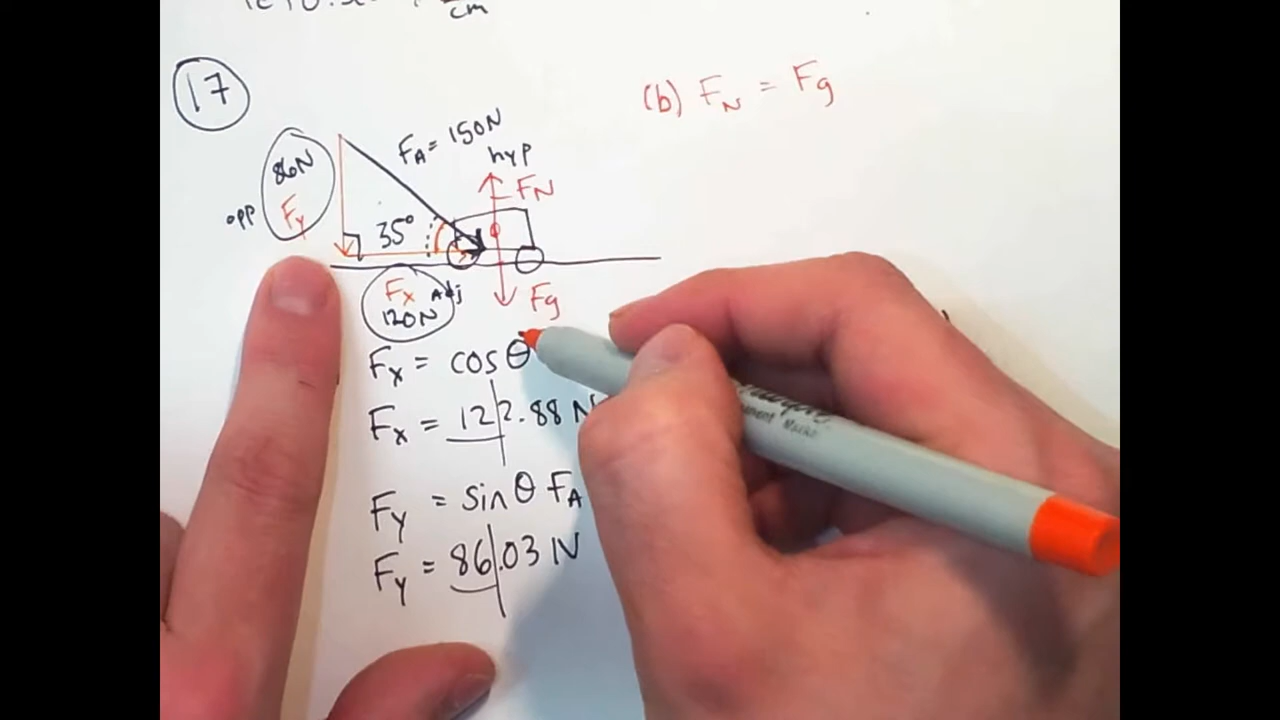 cm
17
(b) FN = Fg
FA = 150N
hyp
86N
FN
opp
Fy
35°
Fx Adj
120N
Fg
Fx = cos θ
Fx = 122.88 N
Fy = sin θ FA
Fy = 86.03 N